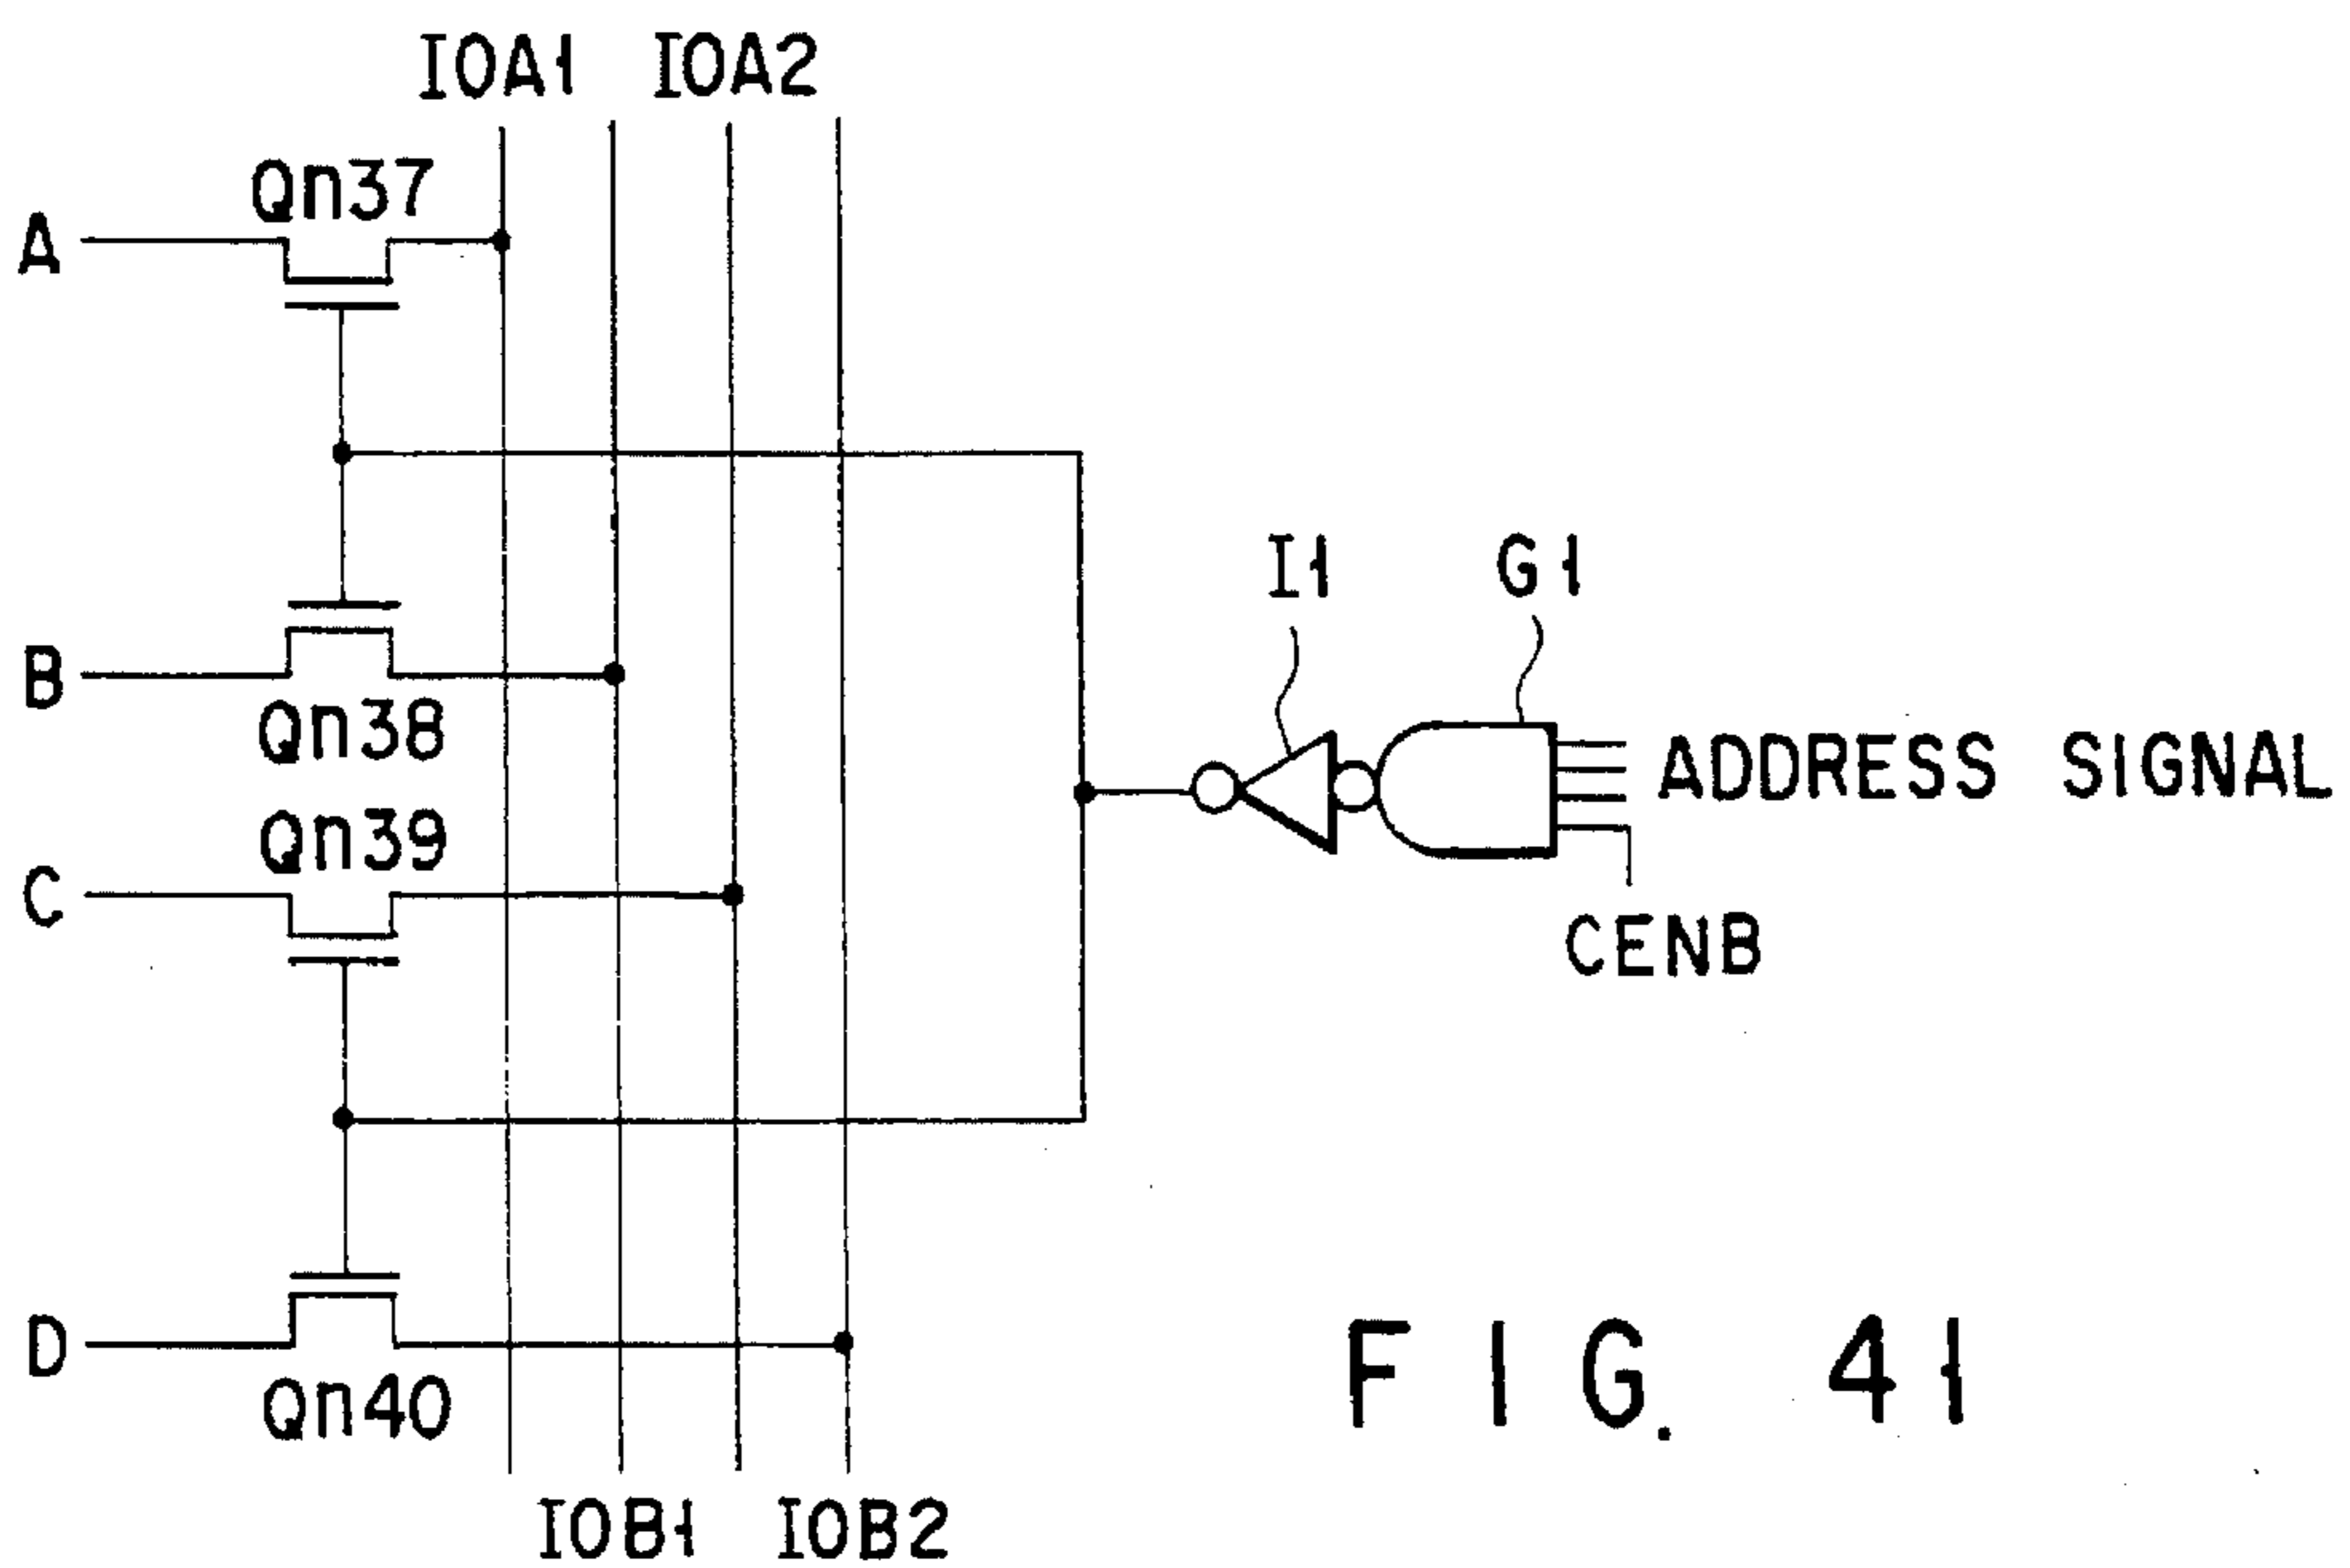 IOA1 IOA2
Qn37
A
I1 G1
B
Qn38
ADDRESS SIGNAL
Qn39
C
CENB
D
Qn40
FIG. 41
IOB1 IOB2